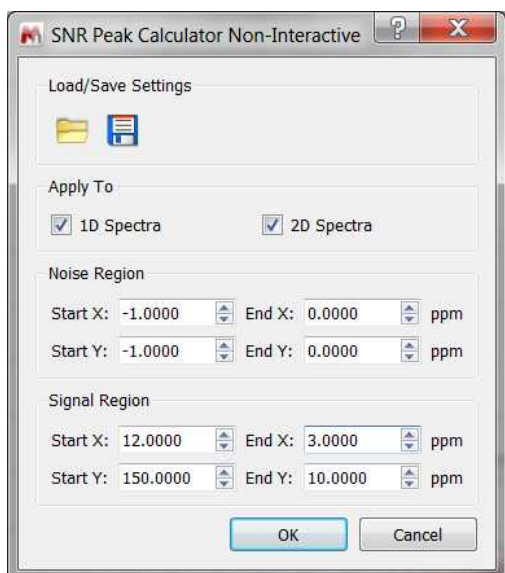 SNR Peak Calculator Non-Interactive
Load/Save Settings
Apply To
1D Spectra 2D Spectra
Noise Region
Start X: -1.0000 End X: 0.0000 ppm
Start Y: -1.0000 End Y: 0.0000 ppm
Signal Region
Start X: 12.0000 End X: 3.0000 ppm
Start Y: 150.0000 End Y: 10.0000 ppm
OK Cancel